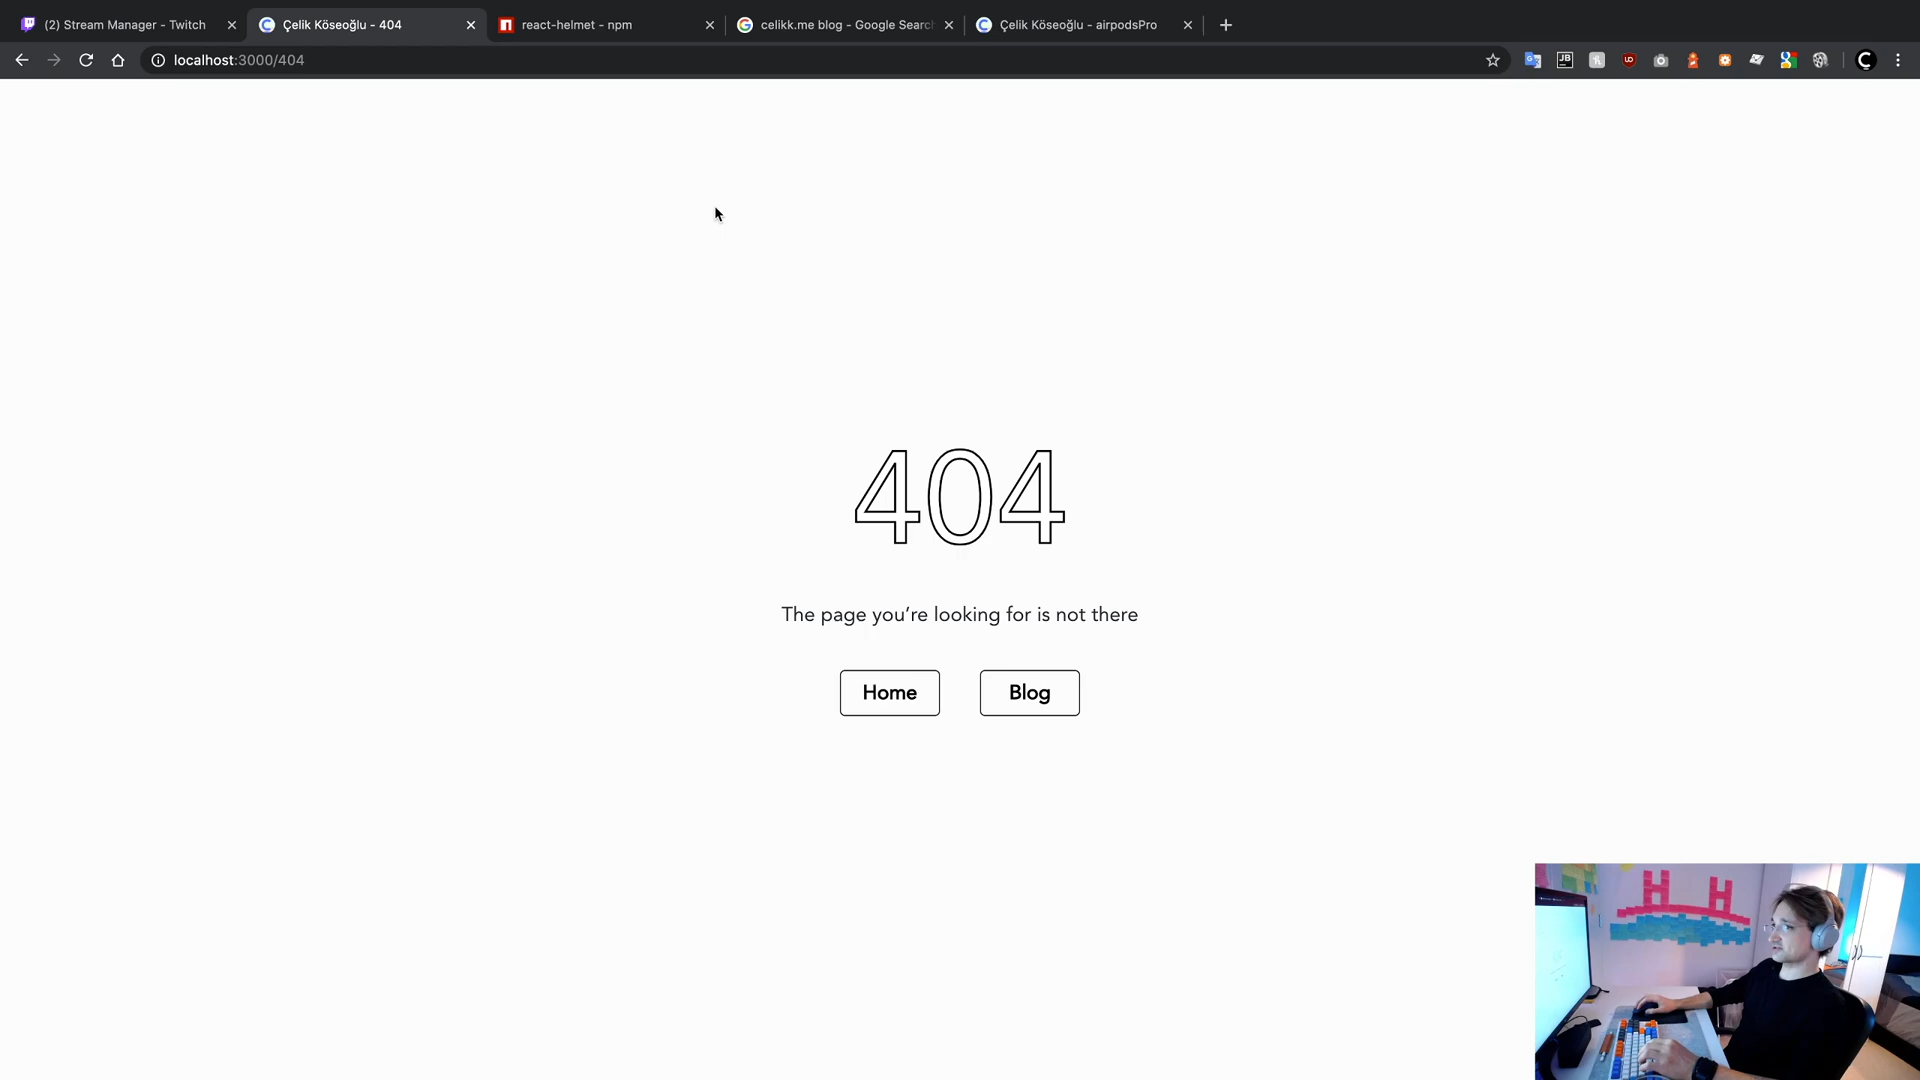 (2) Stream Manager - Twitch
Çelik Köseoğlu - 404
react-helmet - npm
celikk.me blog - Google Search
Çelik Köseoğlu - airpodsPro
localhost:3000/404
404
The page you’re looking for is not there
Home
Blog